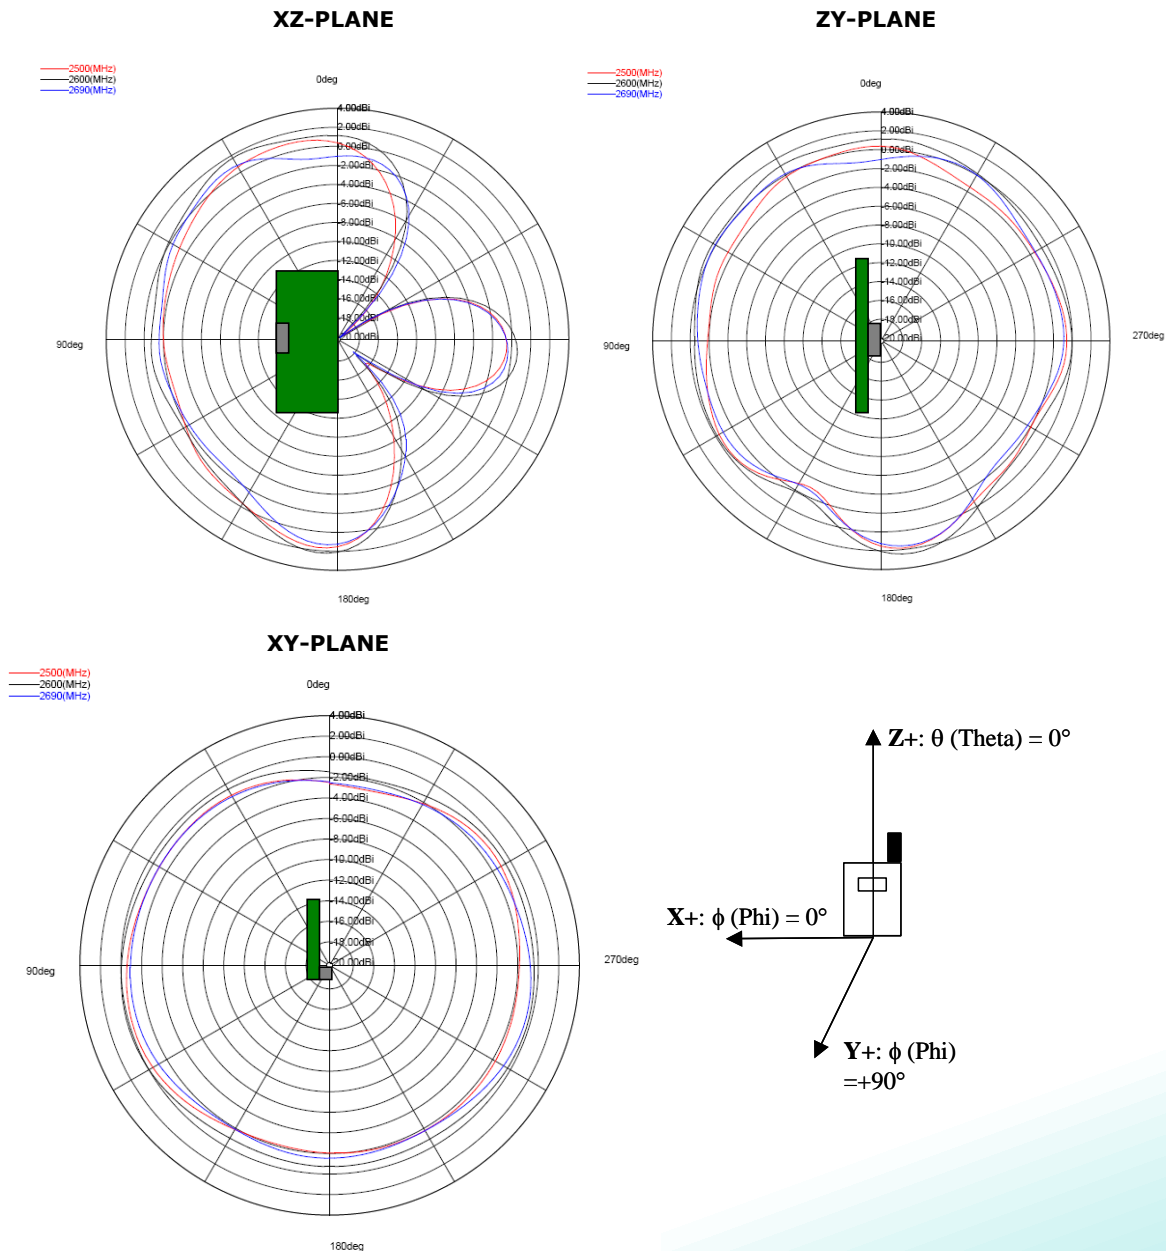 XZ-PLANE
2500(MHz)
2600(MHz)
2690(MHz)
0deg
4.00dBi
2.00dBi
0.00dBi
-2.00dBi
-4.00dBi
-6.00dBi
-8.00dBi
-10.00dBi
-12.00dBi
-14.00dBi
-16.00dBi
-18.00dBi
-20.00dBi
90deg
180deg
ZY-PLANE
2500(MHz)
2600(MHz)
2690(MHz)
0deg
4.00dBi
2.00dBi
0.00dBi
-2.00dBi
-4.00dBi
-6.00dBi
-8.00dBi
-10.00dBi
-12.00dBi
-14.00dBi
-16.00dBi
-18.00dBi
-20.00dBi
90deg
270deg
180deg
XY-PLANE
2500(MHz)
2600(MHz)
2690(MHz)
0deg
4.00dBi
2.00dBi
0.00dBi
-2.00dBi
-4.00dBi
-6.00dBi
-8.00dBi
-10.00dBi
-12.00dBi
-14.00dBi
-16.00dBi
-18.00dBi
-20.00dBi
90deg
270deg
180deg
Z+: θ (Theta) = 0°
X+: ϕ (Phi) = 0°
Y+: ϕ (Phi)
=+90°